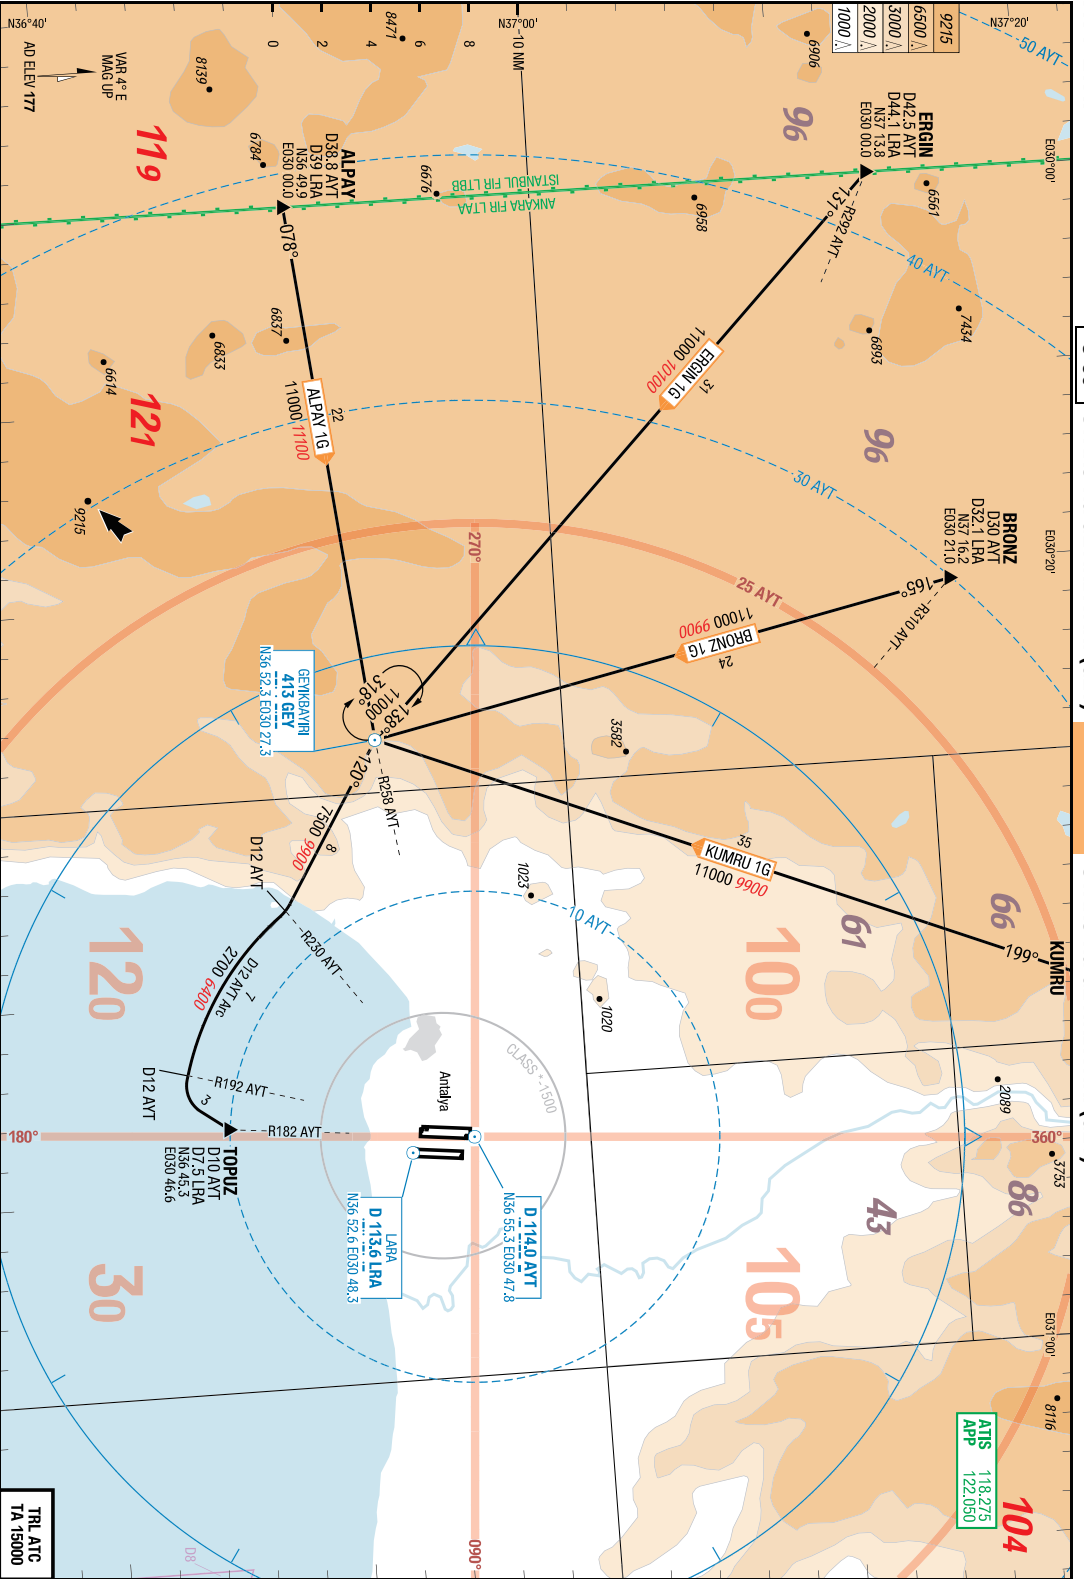 N36°40'
N37°00'
N37°20'
0
2
4
6
8
10 NM
9215
6500
3000
2000
1000
50 AYT
8471
6906
8139
VAR 4° E
MAG UP
AD ELEV 177
119
96
ERGIN
D42.5 AYT
D44.1 LRA
N37 13.8
E030 00.0
E030°00'
6784
ALPAY
D38.8 AYT
D39 LRA
N36 49.9
E030 00.0
6676
ISTANBUL FIR LTBB
ANKARA FIR LTAA
6958
6561
137°
R292 AYT
40 AYT
078°
7434
6893
6837
6833
6614
121
22
ALPAY 1G
11000 11100
31
ERGIN 1G
11000 10100
96
30 AYT
9215
BRONZ
D30 AYT
D32.1 LRA
N37 16.2
E030 21.0
E030°20'
270°
25 AYT
165°
R310 AYT
11000 9900
BRONZ 1G
24
GEYIKBAYIRI
413 GEY
N36 52.3 E030 27.3
318°
11000
138°
3582
120°
R258 AYT
7500 9900
8
D12 AYT
35
KUMRU 1G
11000 9900
1023
10 AYT
66
61
199°
KUMRU
R230 AYT
120
D12 AYT Arc
7
2700 6400
100
1020
CLASS *-1500
Antalya
R192 AYT
D12 AYT
3
2089
180°
R182 AYT
360°
TOPUZ
D10 AYT
D7.5 LRA
N36 45.3
E030 46.6
3753
86
43
D 114.0 AYT
N36 55.3 E030 47.8
LARA
D 113.6 LRA
N36 52.6 E030 48.3
30
105
E031°00'
8116
ATIS 118.275
APP 122.050
104
090°
D8
TRL ATC
TA 15000